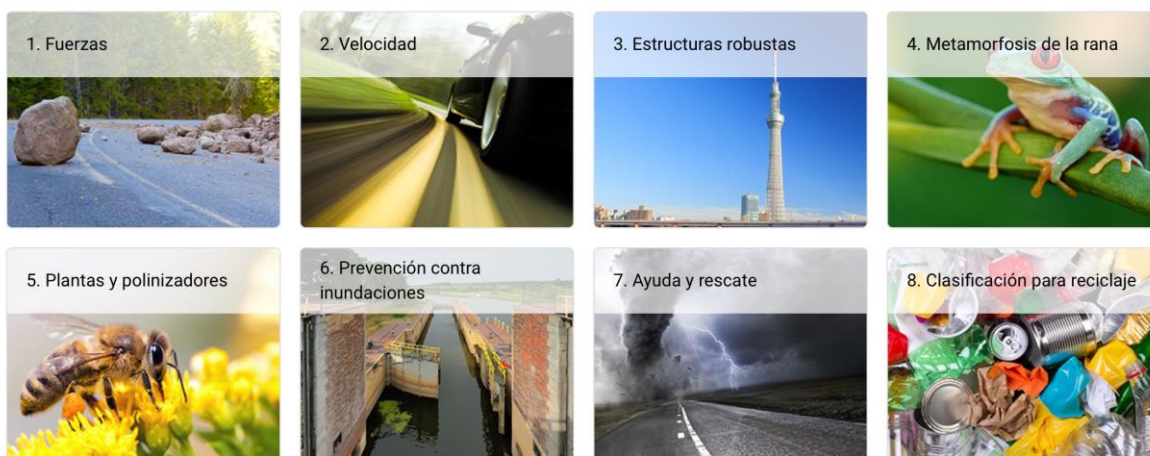 1. Fuerzas
2. Velocidad
3. Estructuras robustas
4. Metamorfosis de la rana
5. Plantas y polinizadores
6. Prevención contra
inundaciones
7. Ayuda y rescate
8. Clasificación para reciclaje